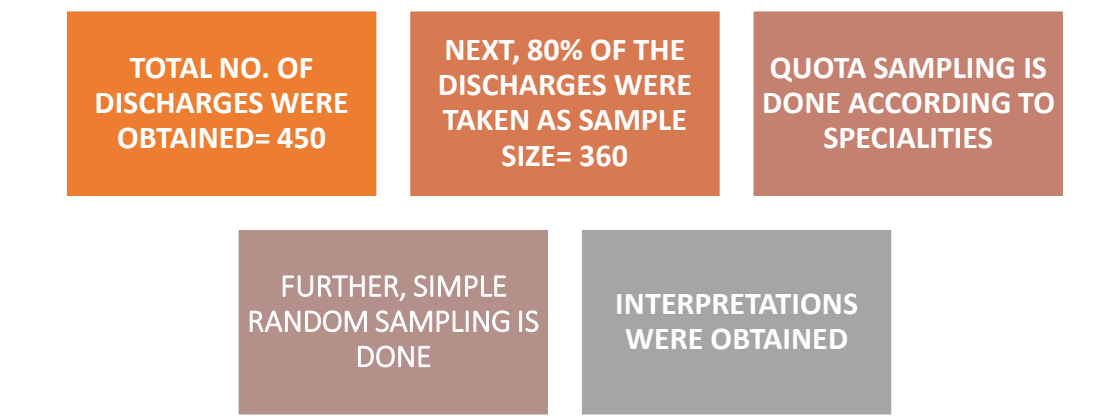 TOTAL NO. OF
DISCHARGES WERE
OBTAINED= 450
NEXT, 80% OF THE
DISCHARGES WERE
TAKEN AS SAMPLE
SIZE= 360
QUOTA SAMPLING IS
DONE ACCORDING TO
SPECIALITIES
FURTHER, SIMPLE
RANDOM SAMPLING IS
DONE
INTERPRETATIONS
WERE OBTAINED